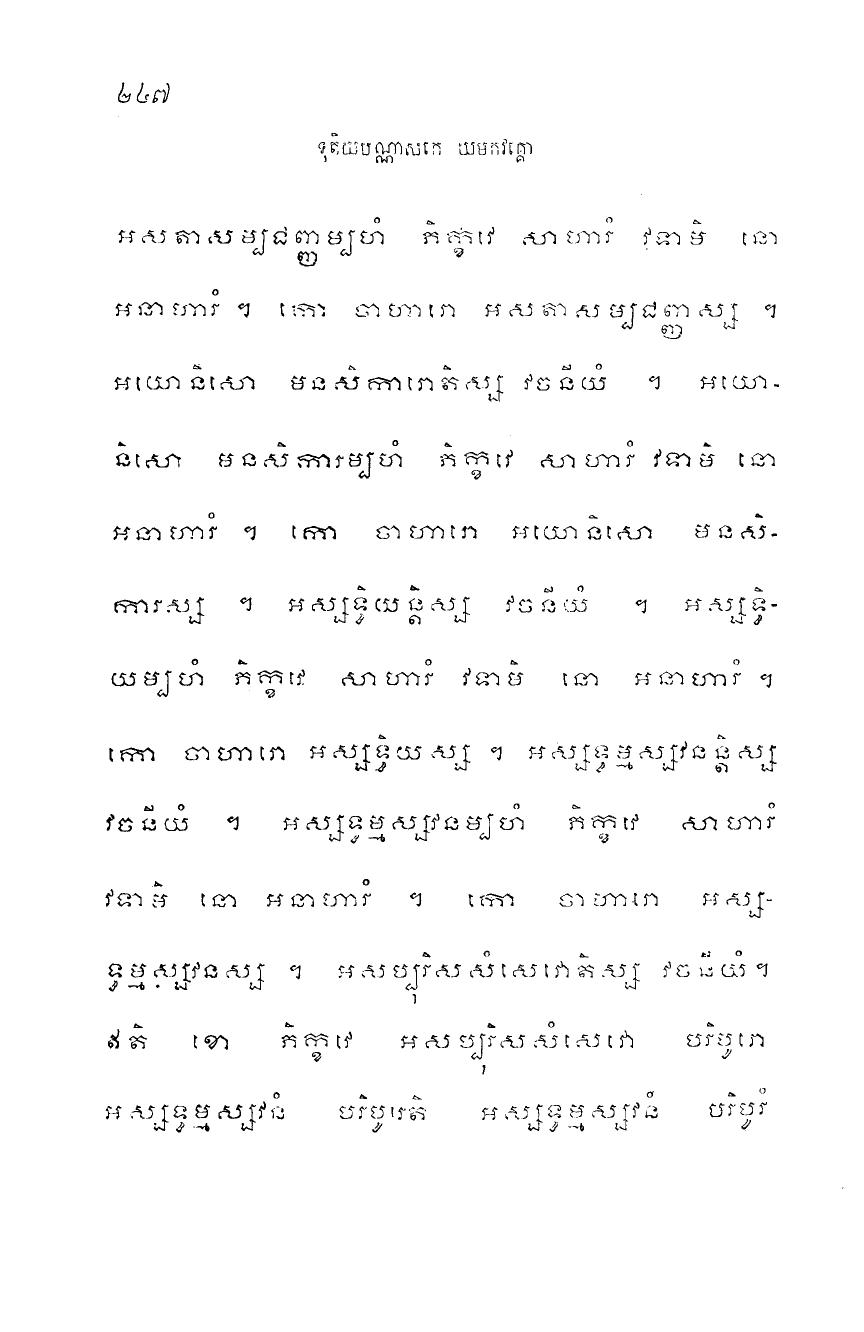 ២៤៧
ទុតិយបណ្ណាសកេ យមកវគ្គោ
អសតាសម្បជញ្ញម្បហំ ភិក្ខវេ សាហារំ វទាមិ នោ
អនាហារំ ។ កោ ចាហារោ អសតាសម្បជញ្ញស្ស ។
អយោនិសោ មនសិការោតិស្ស វចនីយំ ។ អយោ-
និសោ មនសិការម្បហំ ភិក្ខវេ សាហារំ វទាមិ នោ
អនាហារំ ។ កោ ចាហារោ អយោនិសោ មនសិ-
ការស្ស ។ អស្សទ្ធិយន្តិស្ស វចនីយំ ។ អស្សទ្ធិ-
យម្បហំ ភិក្ខវេ សាហារំ វទាមិ នោ អនាហារំ ។
កោ ចាហារោ អស្សទ្ធិយស្ស ។ អស្សទ្ធម្មស្សវនន្តិស្ស
វចនីយំ ។ អស្សទ្ធម្មស្សវនម្បហំ ភិក្ខវេ សាហារំ
វទាមិ នោ អនាហារំ ។ កោ ចាហារោ អស្ស-
ទ្ធម្មស្សវនស្ស ។ អសប្បុរិសសំសេវោតិស្ស វចនីយំ។
ឥតិ ខោ ភិក្ខវេ អសប្បុរិសសំសេវោ បរិបូរោ
អស្សទ្ធម្មស្សវនំ បរិបូរេតិ អស្សទ្ធម្មស្សវនំ បរិបូរំ